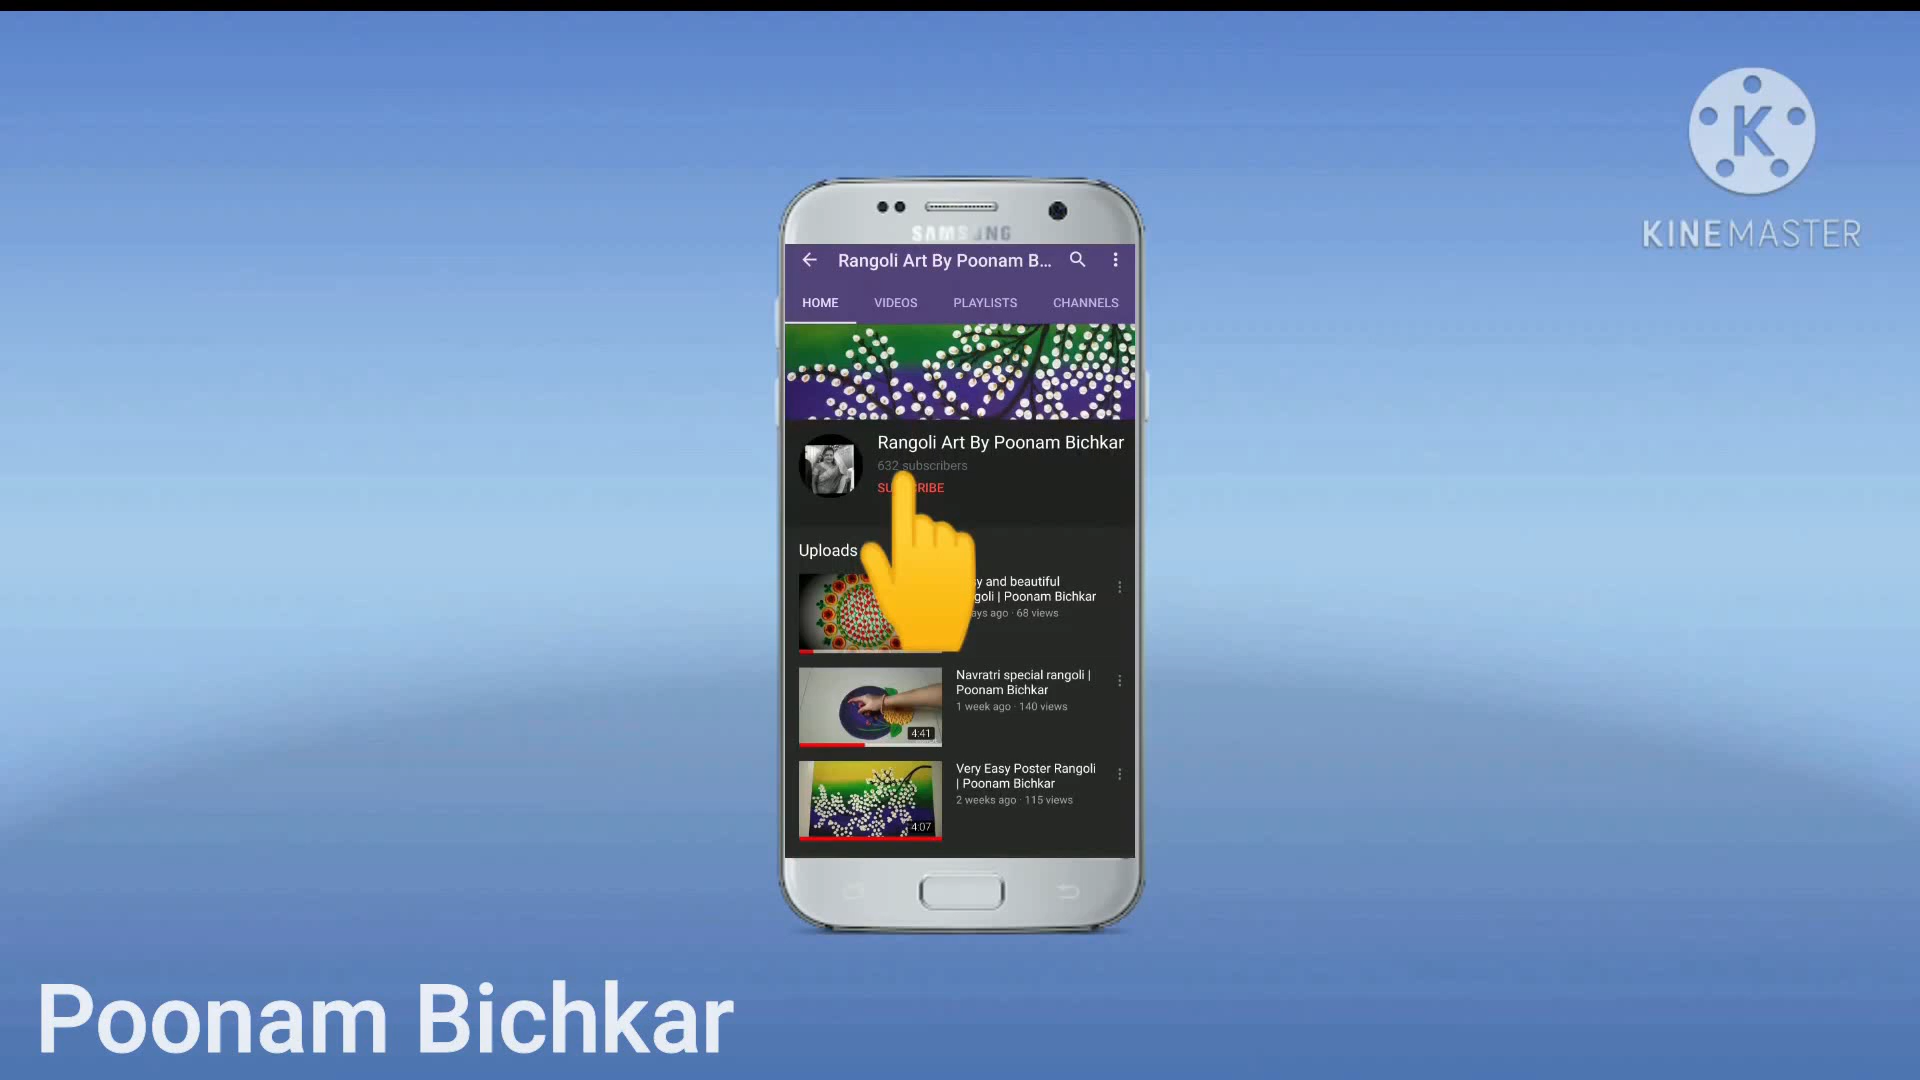 KINEMASTER
SAMSUNG
Rangoli Art By Poonam B...
HOME VIDEOS PLAYLISTS CHANNELS
Rangoli Art By Poonam Bichkar
632 subscribers
SUBSCRIBE
Uploads
and beautiful
| Poonam Bichkar
ago · 68 views
Navratri special rangoli |
Poonam Bichkar
1 week ago · 140 views
4:41
Very Easy Poster Rangoli
| Poonam Bichkar
2 weeks ago · 115 views
4:07
Poonam Bichkar